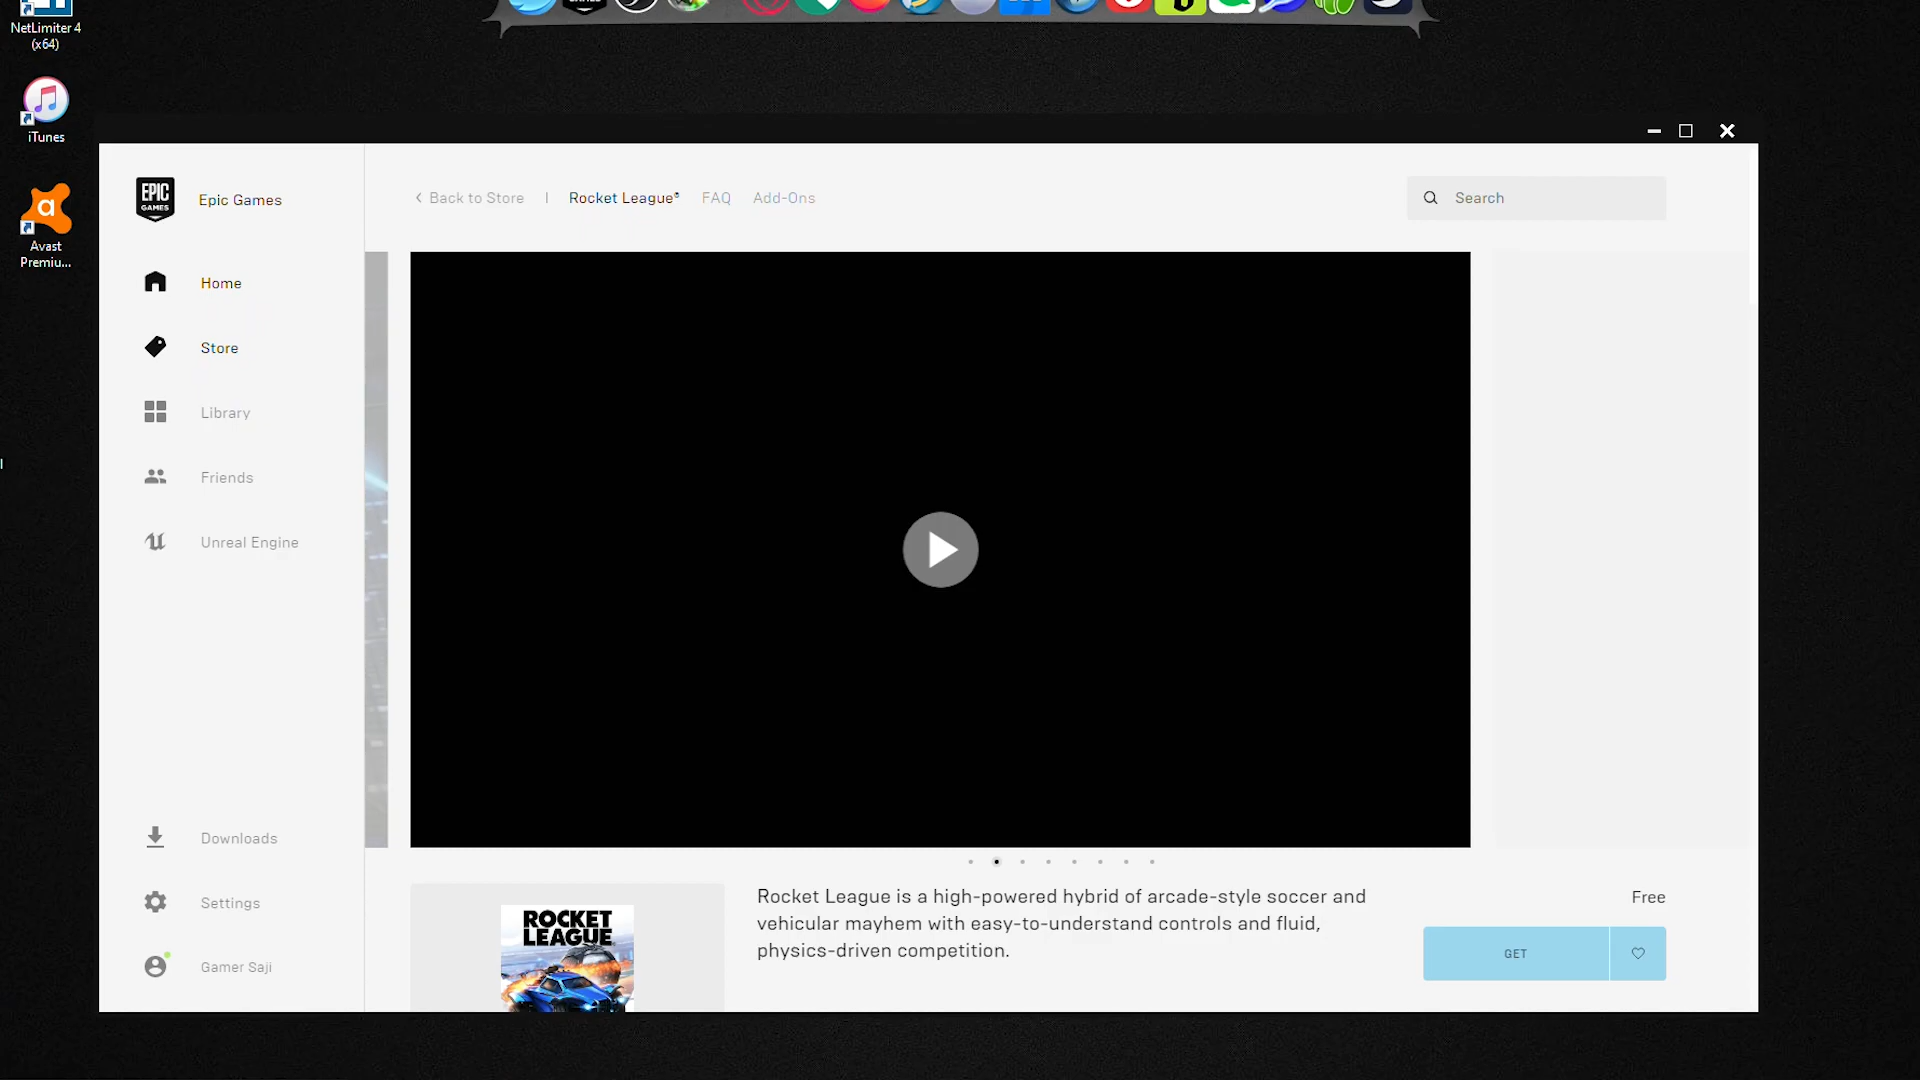 NetLimiter 4
(x64)
iTunes
Avast
Premiu...
EPIC
GAMES
Epic Games
Back to Store
Rocket League®
FAQ
Add-Ons
Search
Home
Store
Library
Friends
Unreal Engine
Downloads
Settings
Gamer Saji
ROCKET
LEAGUE
Rocket League is a high-powered hybrid of arcade-style soccer and
vehicular mayhem with easy-to-understand controls and fluid,
physics-driven competition.
Free
GET